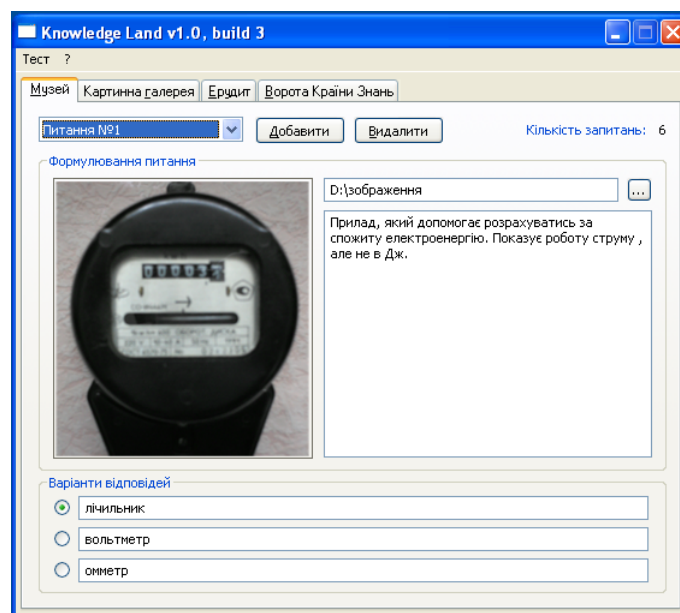 Knowledge Land v1.0, build 3
Тест ?
Музей Картинна галерея Ерудит Ворота Країни Знань
Питання №1 Добавити Видалити Кількість запитань: 6
Формулювання питання
D:\зображення ...
Прилад, який допомогає розрахуватись за
спожиту електроенергію. Показує роботу струму ,
але не в Дж.
Варіанти відповідей
лічильник
вольтметр
омметр